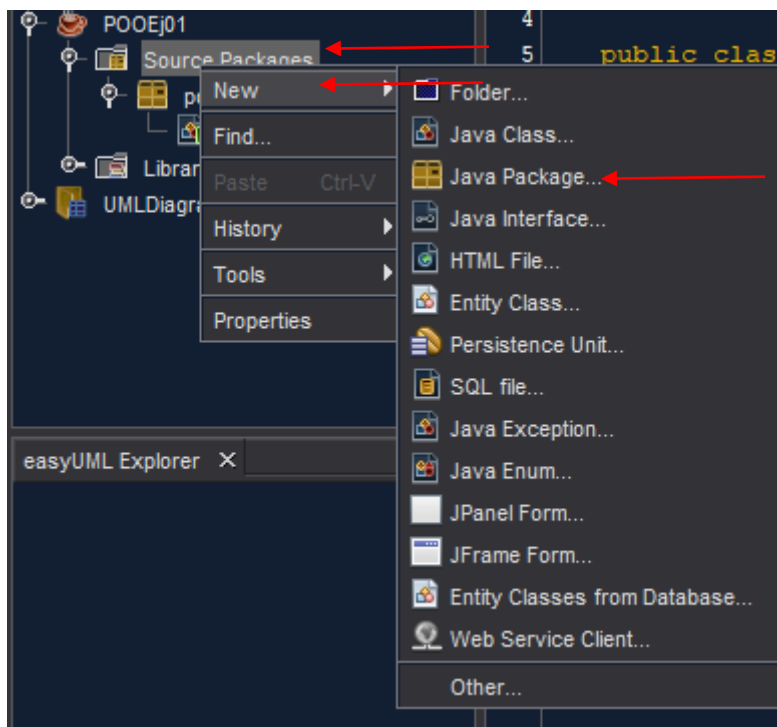 POOEj01
Source Packages
p
Librar
UMLDiagra
4
5 public clas
New
Find...
Paste Ctrl-V
History
Tools
Properties
Folder...
Java Class...
Java Package...
Java Interface...
HTML File...
Entity Class...
Persistence Unit...
SQL file...
Java Exception...
Java Enum...
JPanel Form...
JFrame Form...
Entity Classes from Database...
Web Service Client...
Other...
easyUML Explorer X